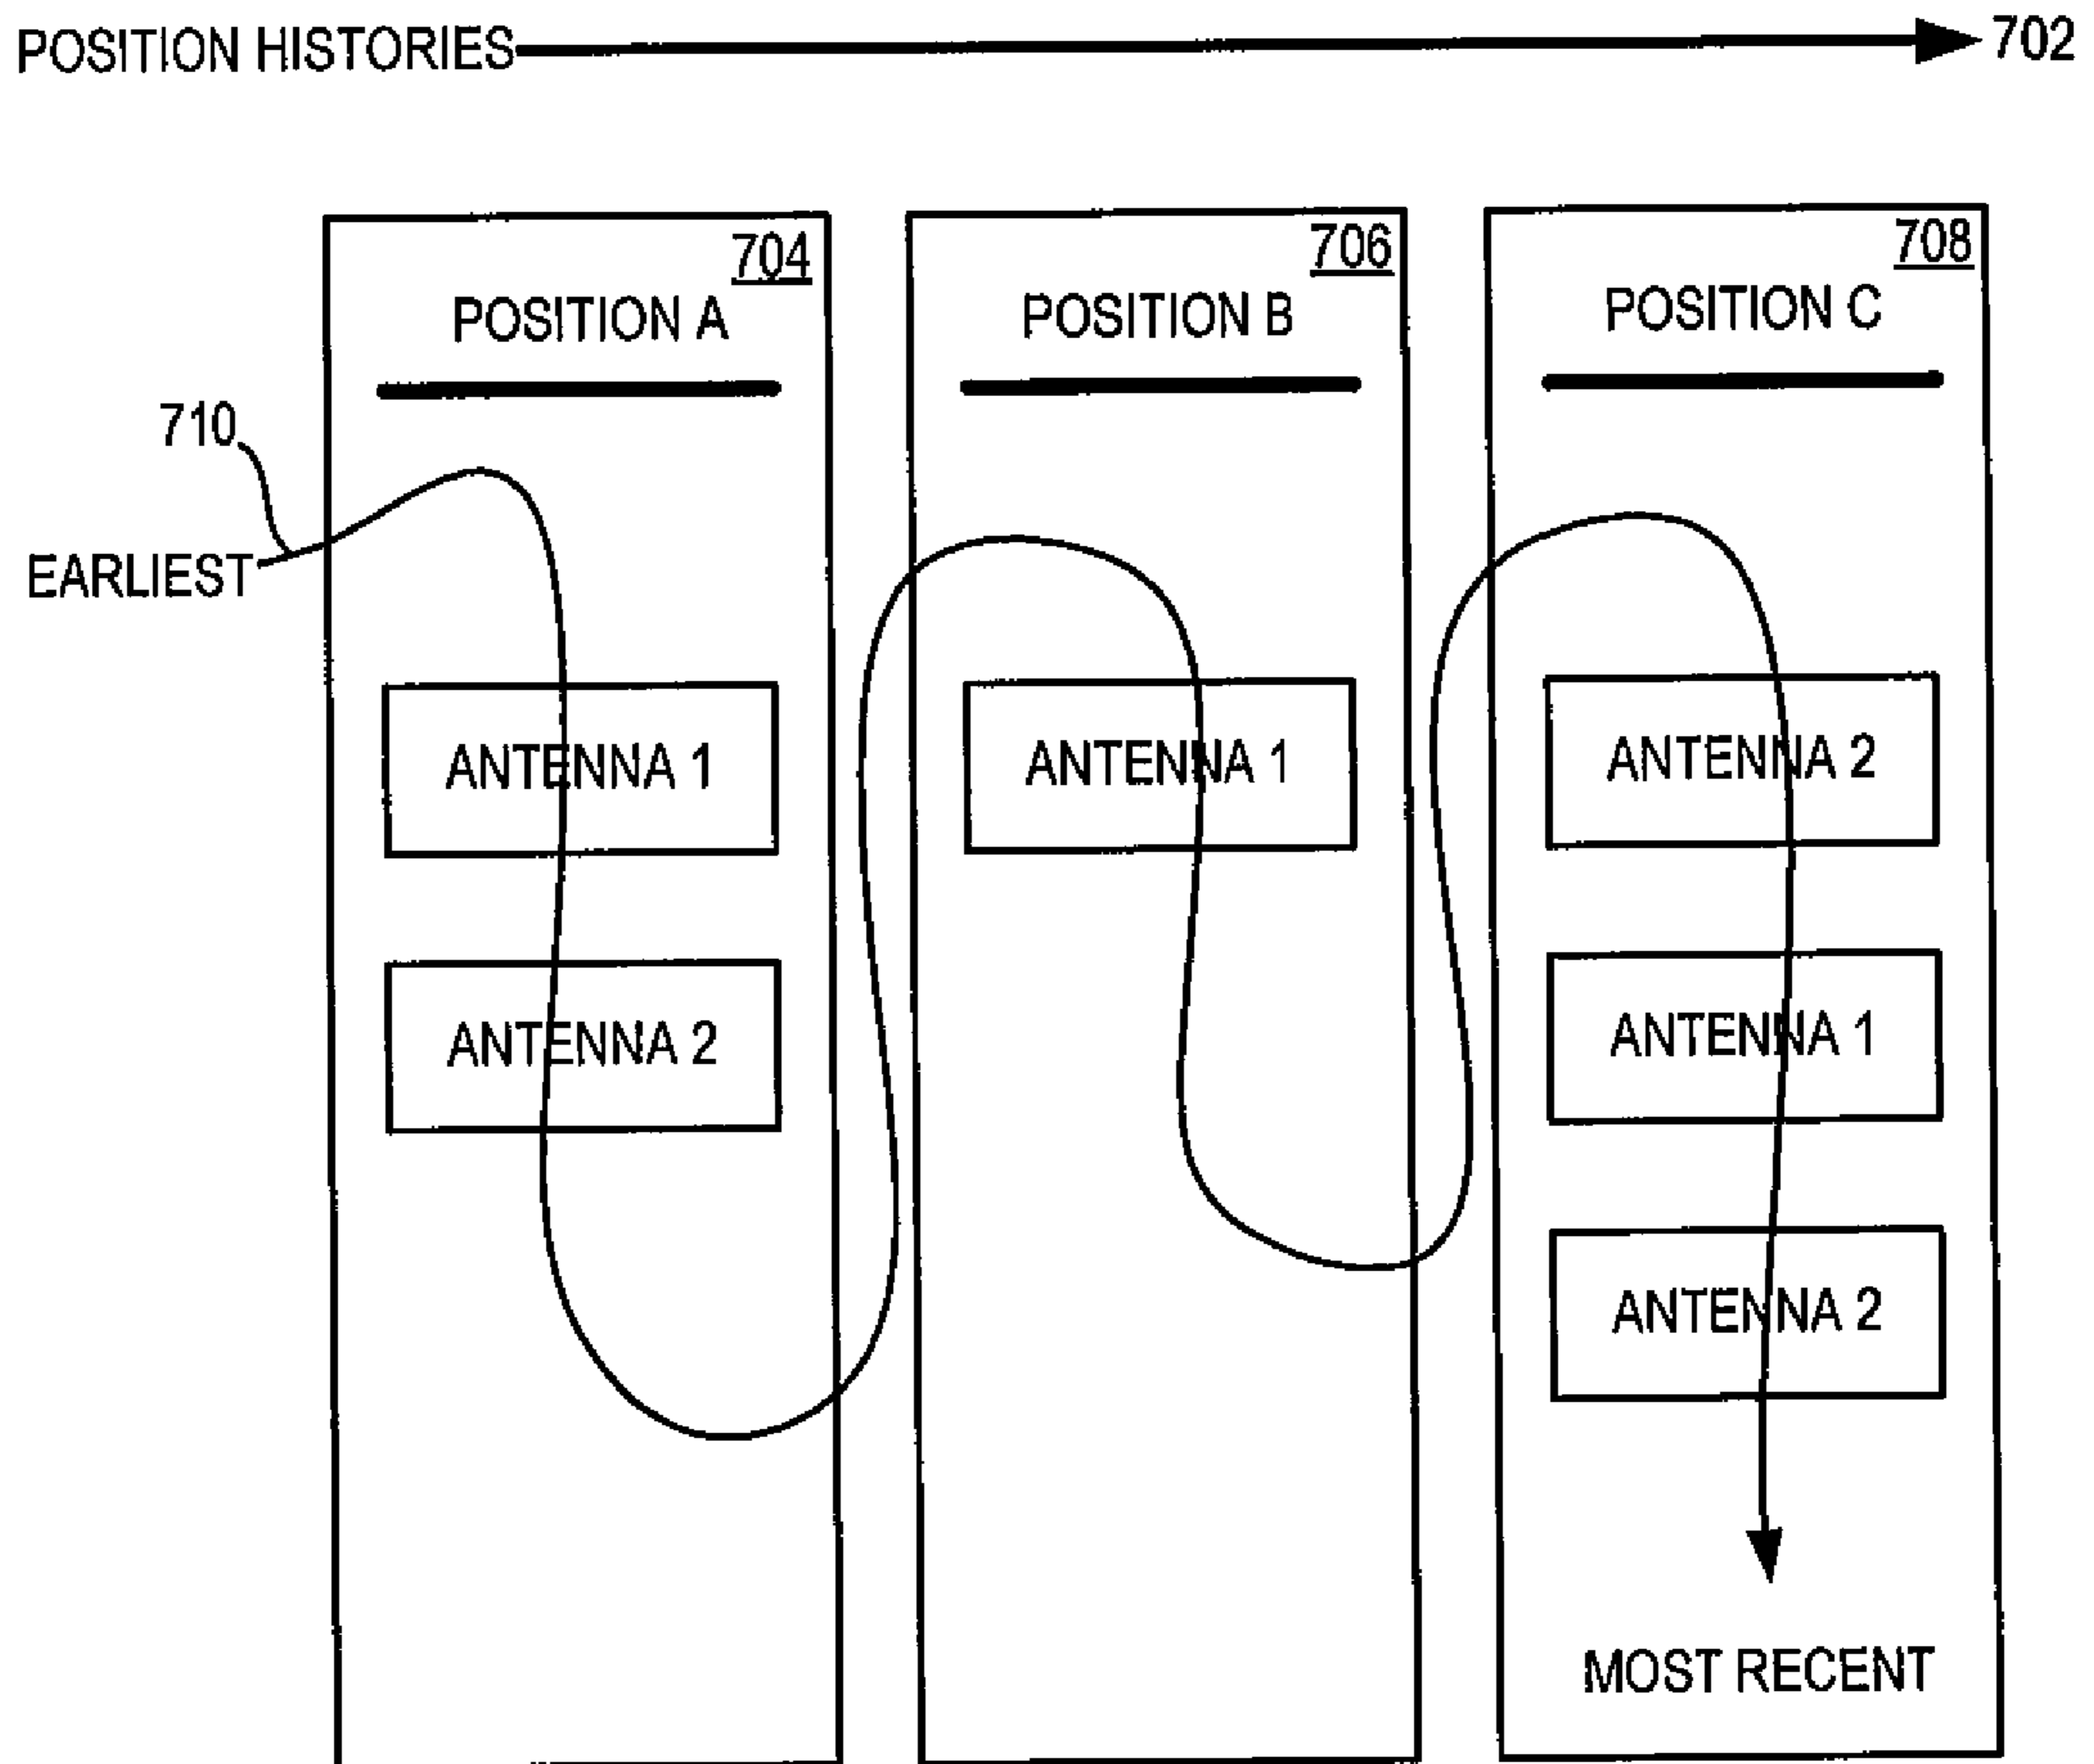 POSITION HISTORIES 702
704
POSITION A
706
POSITION B
708
POSITION C
710
EARLIEST
ANTENNA 1
ANTENNA 2
ANTENNA 1
ANTENNA 2
ANTENNA 1
ANTENNA 2
MOST RECENT